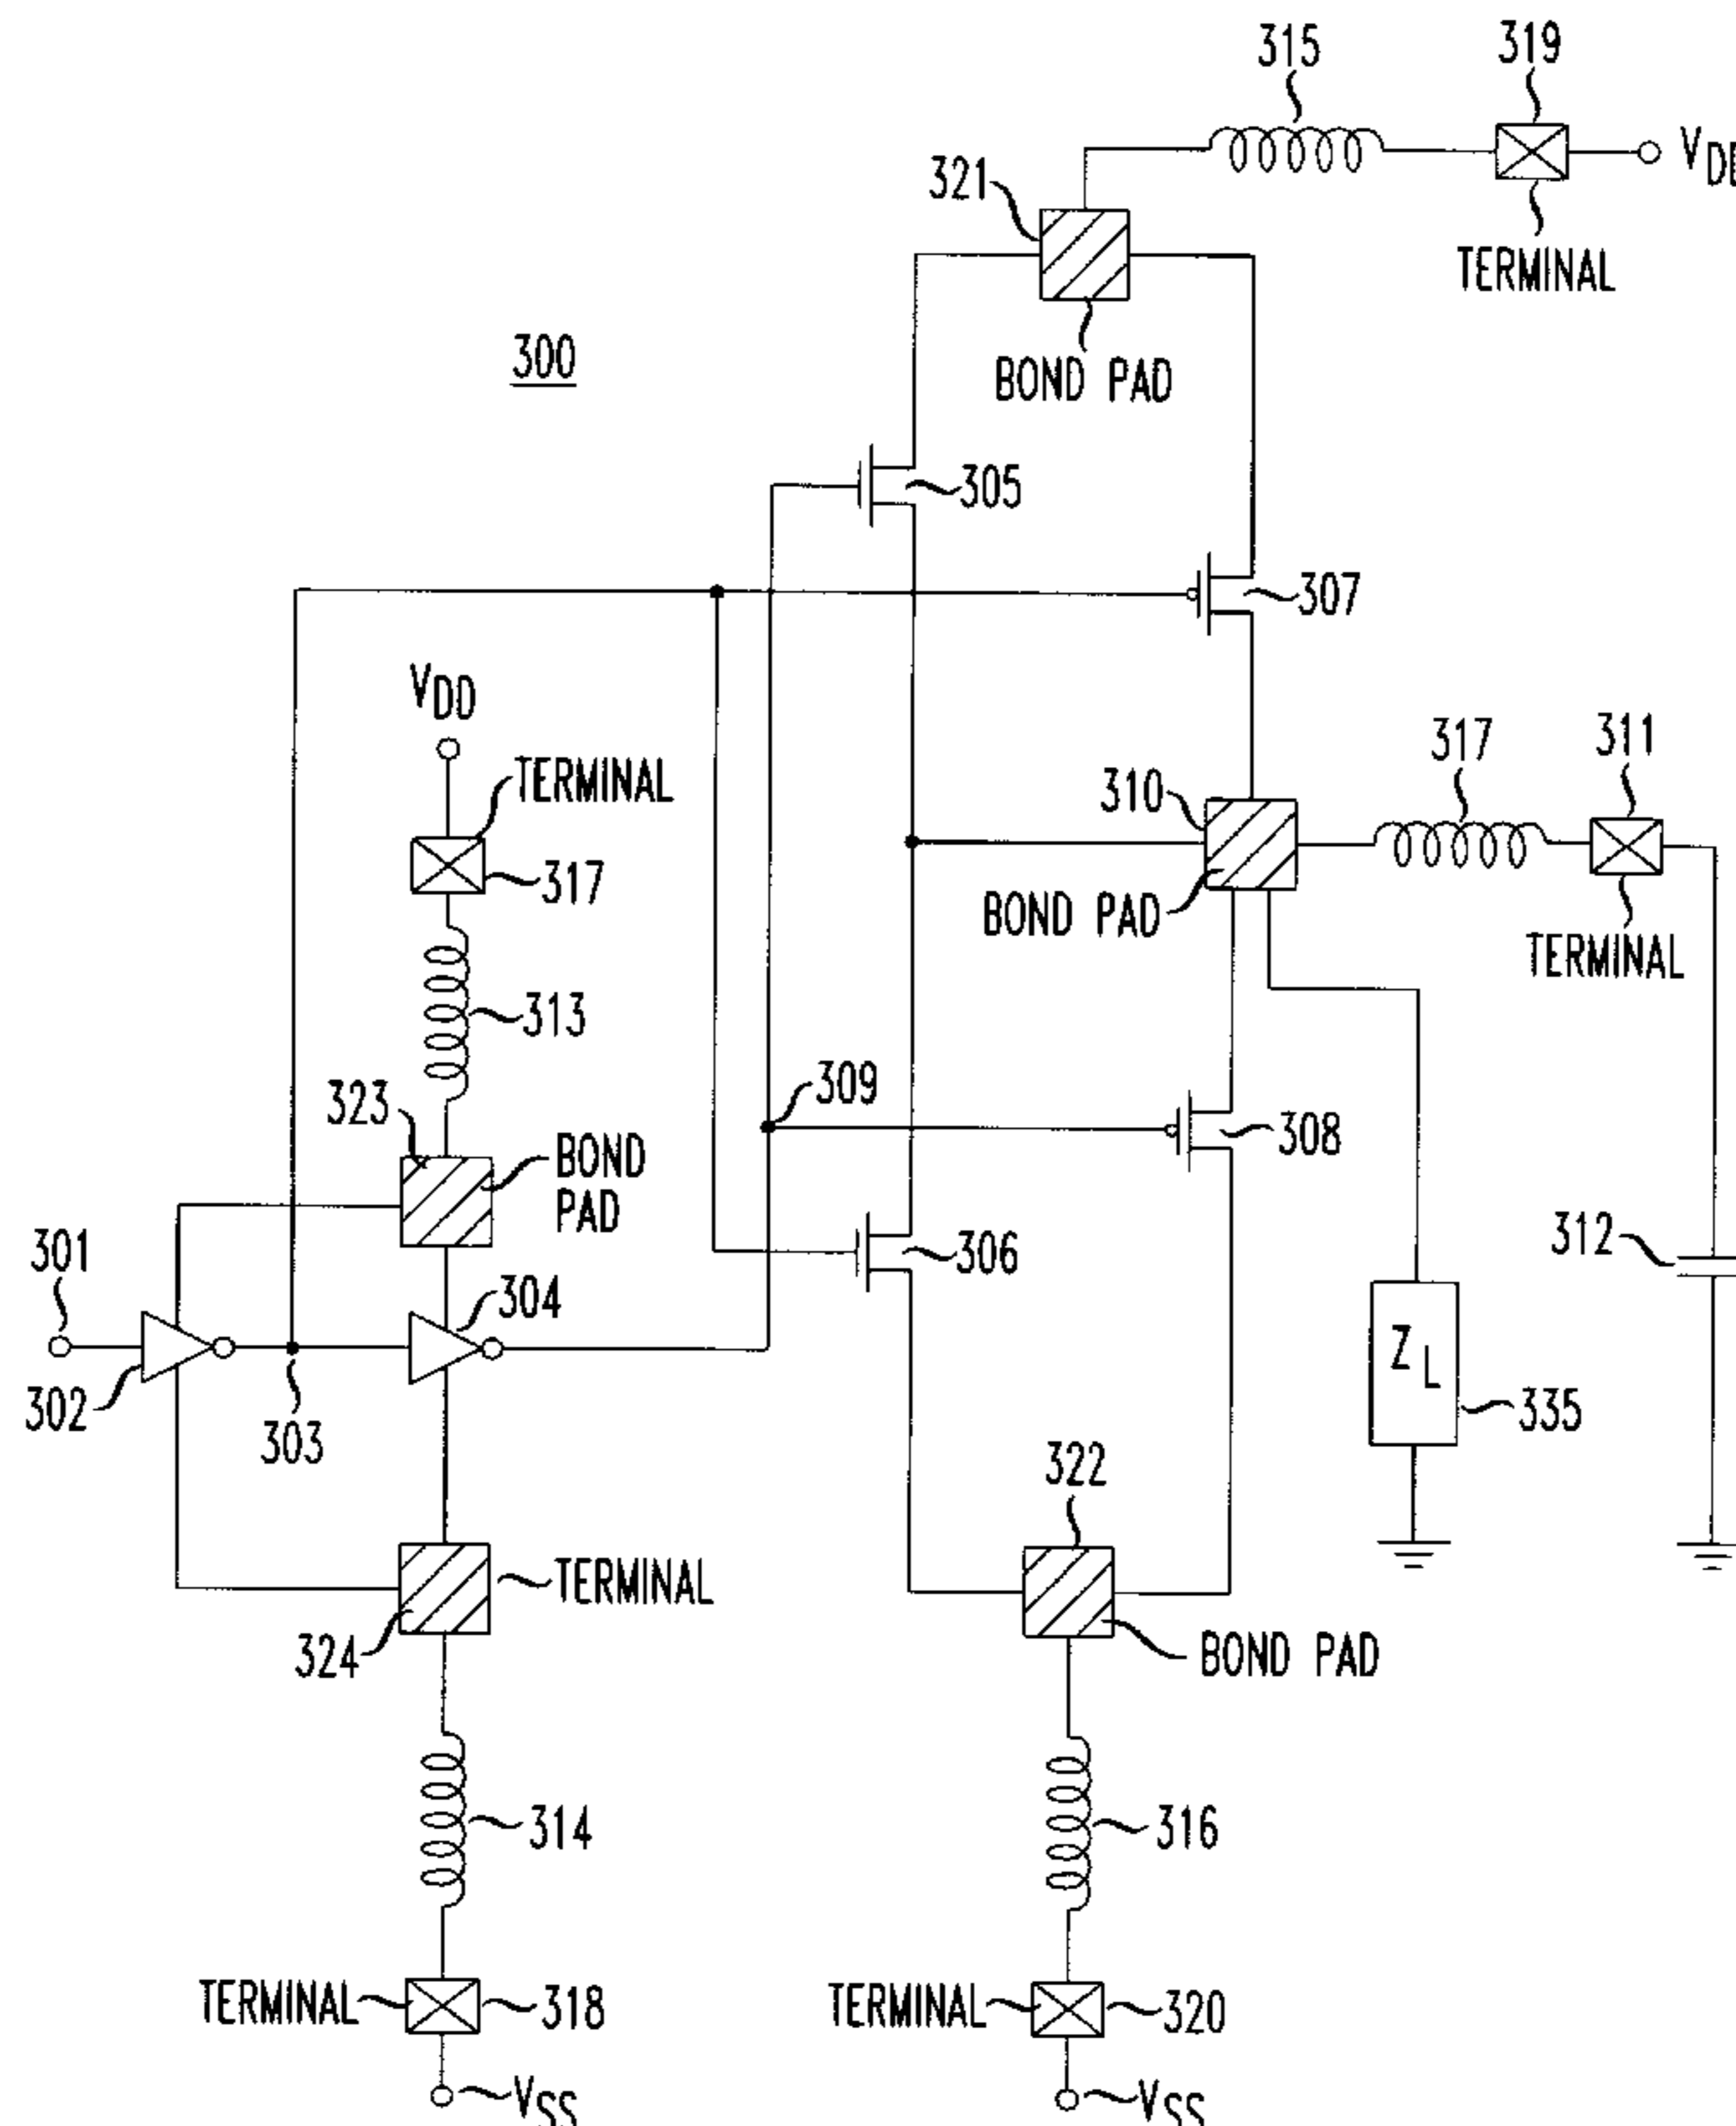 315
319
VDD
321
TERMINAL
300
BOND PAD
305
307
VDD
TERMINAL
317
317
311
310
BOND PAD
TERMINAL
313
309
323
308
BOND
PAD
301
306
312
304
ZL
302
303
335
322
TERMINAL
324
BOND PAD
314
316
TERMINAL
318
TERMINAL
320
VSS
VSS